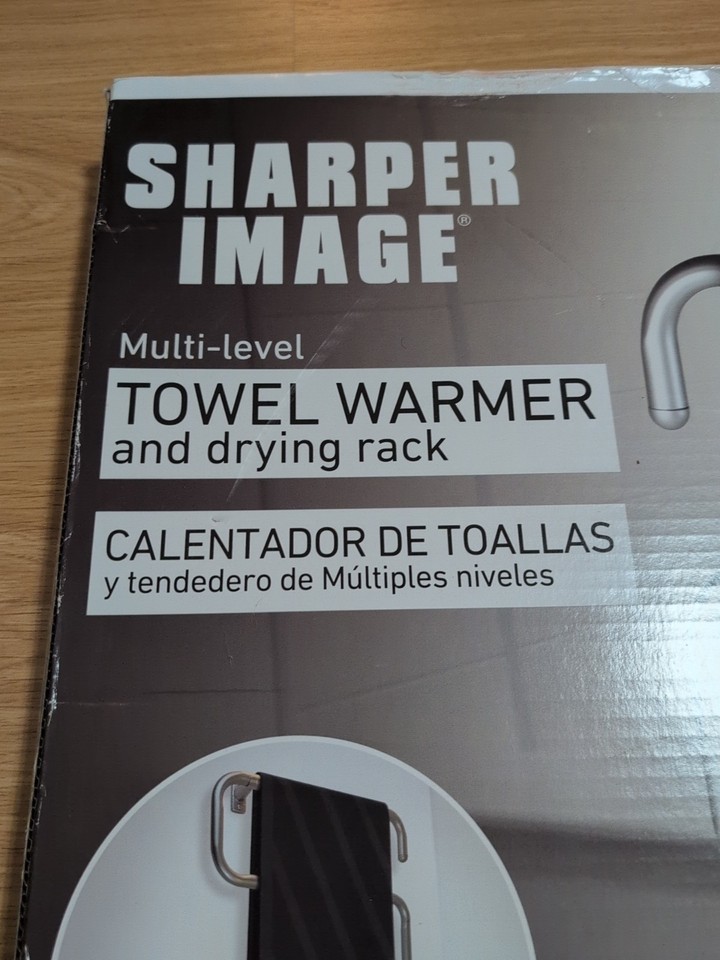 SHARPER
IMAGE®
Multi-level
TOWEL WARMER
and drying rack
CALENTADOR DE TOALLAS
y tendedero de Múltiples niveles